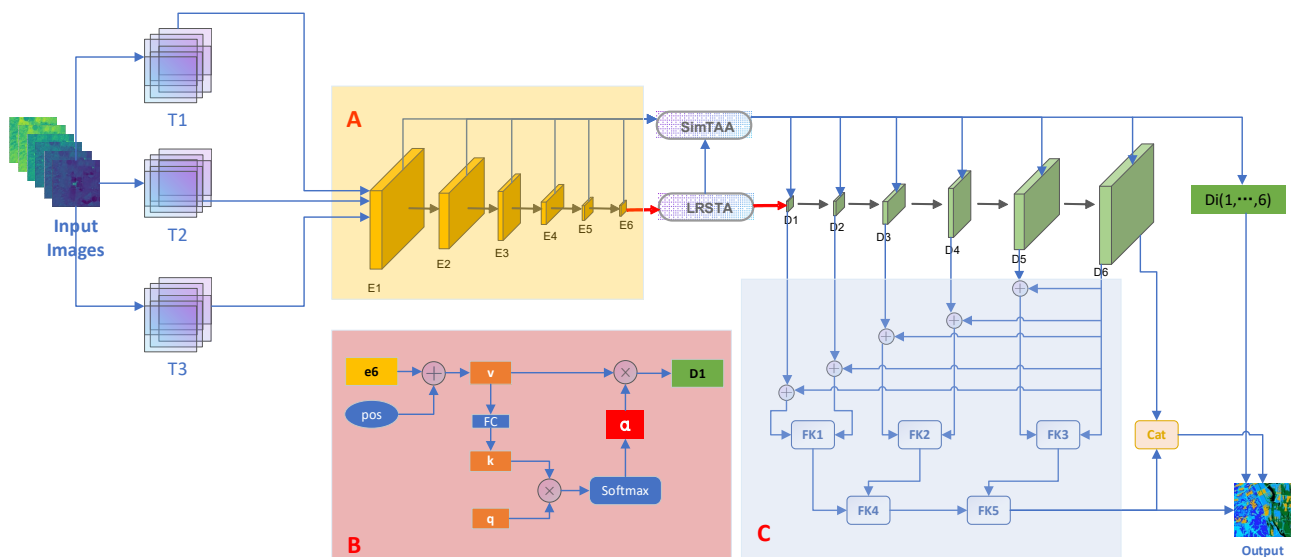 T1
A
SimTAA
Input
Images
T2
E1
E2
E3
E4
E5
E6
LRSTA
D1
D2
D3
D4
D5
D6
Di(1,⋯,6)
T3
e6
pos
v
FC
k
q
α
Softmax
D1
B
FK1
FK2
FK3
Cat
FK4
FK5
C
Output